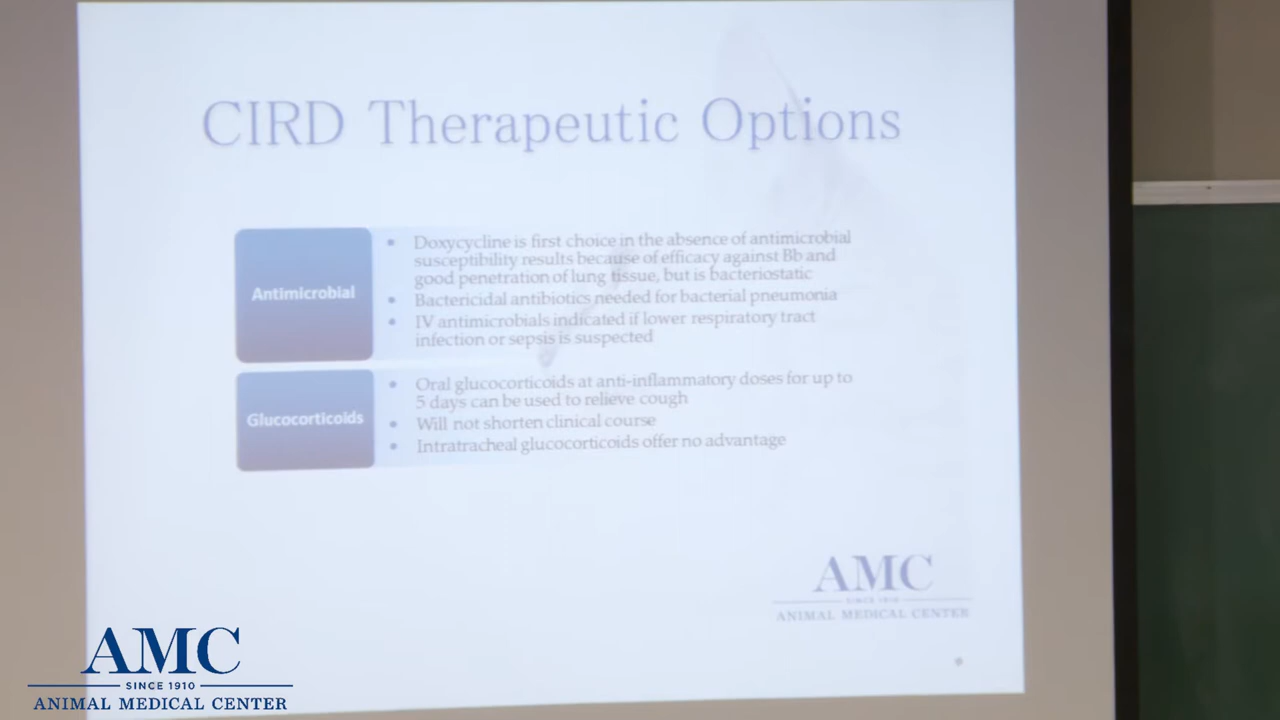 CIRD Therapeutic Options
Antimicrobial
• Doxycycline is first choice in the absence of antimicrobial
susceptibility results because of efficacy against Bb and
good penetration of lung tissue, but is bacteriostatic
• Bactericidal antibiotics needed for bacterial pneumonia
• IV antimicrobials indicated if lower respiratory tract
infection or sepsis is suspected
Glucocorticoids
• Oral glucocorticoids at anti-inflammatory doses for up to
5 days can be used to relieve cough
• Will not shorten clinical course
• Intratracheal glucocorticoids offer no advantage
AMC
SINCE 1910
ANIMAL MEDICAL CENTER
AMC
SINCE 1910
ANIMAL MEDICAL CENTER